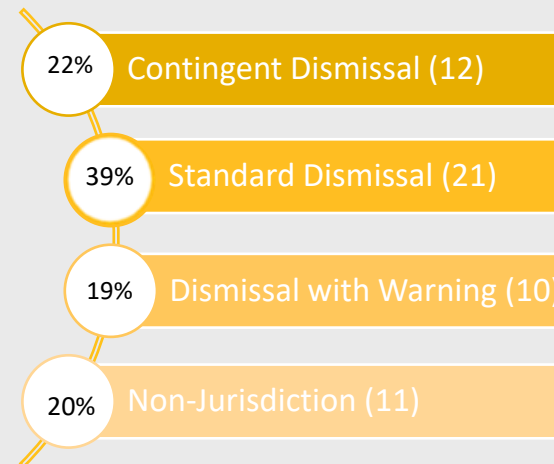 22% Contingent Dismissal (12)
39% Standard Dismissal (21)
19% Dismissal with Warning (10)
20% Non-Jurisdiction (11)